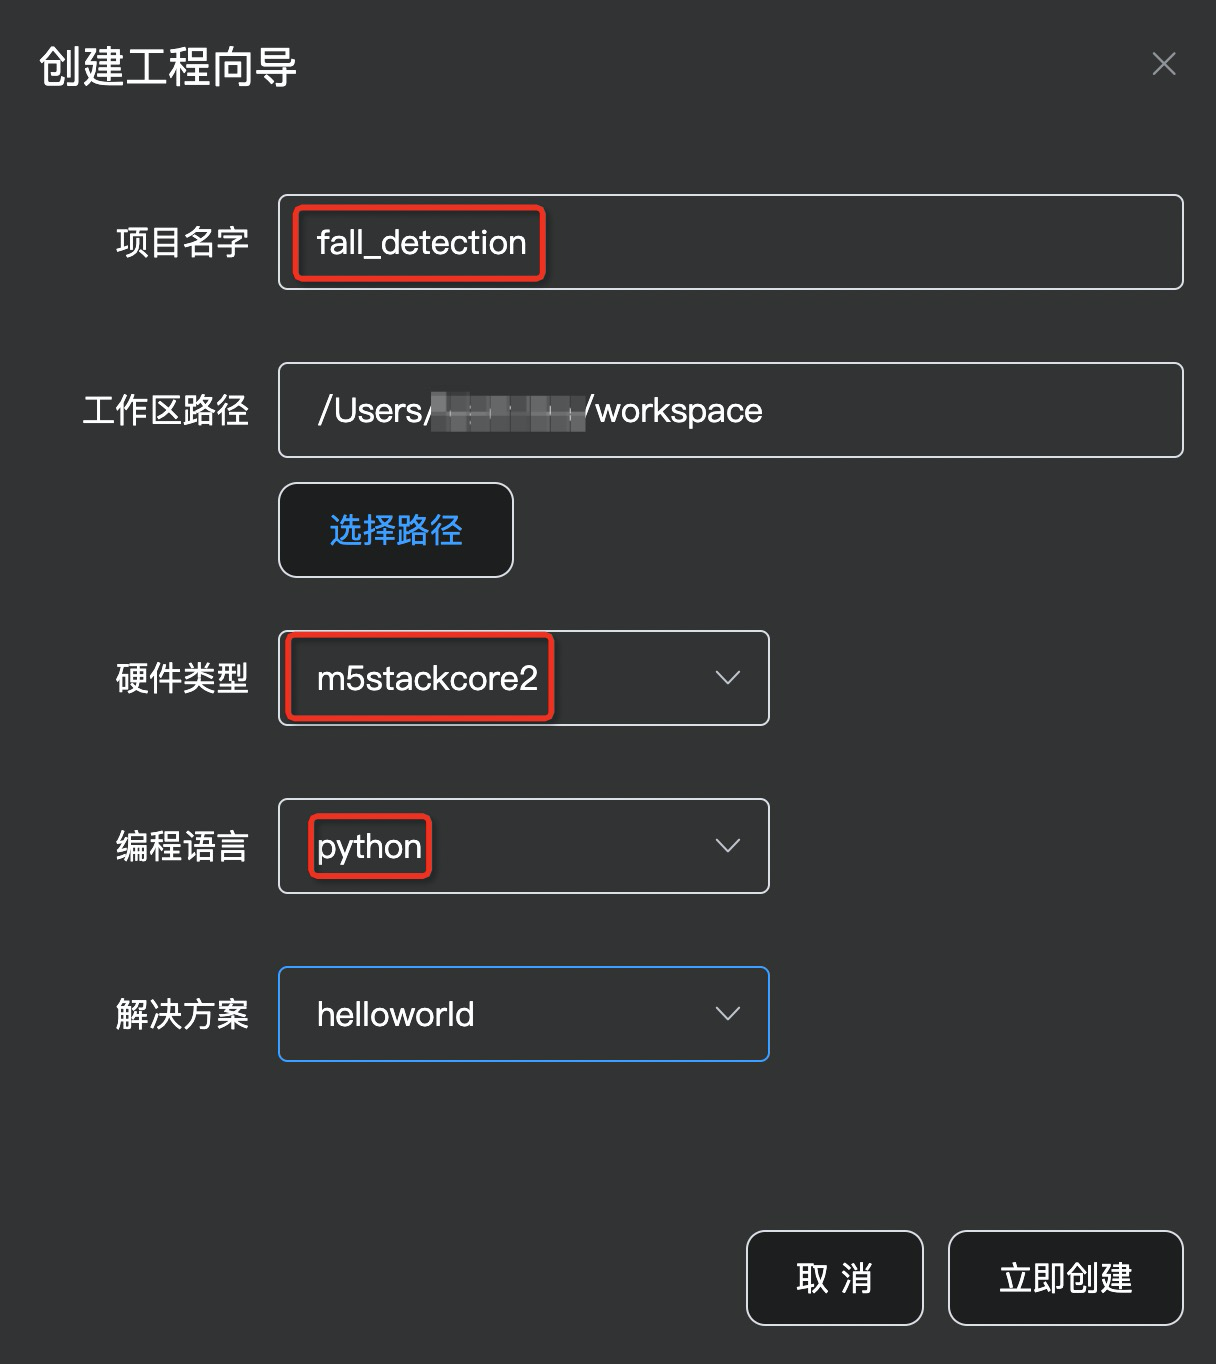 创建工程向导
项目名字 fall_detection
工作区路径 /Users/ /workspace
选择路径
硬件类型 m5stackcore2
编程语言 python
解决方案 helloworld
取 消 立即创建